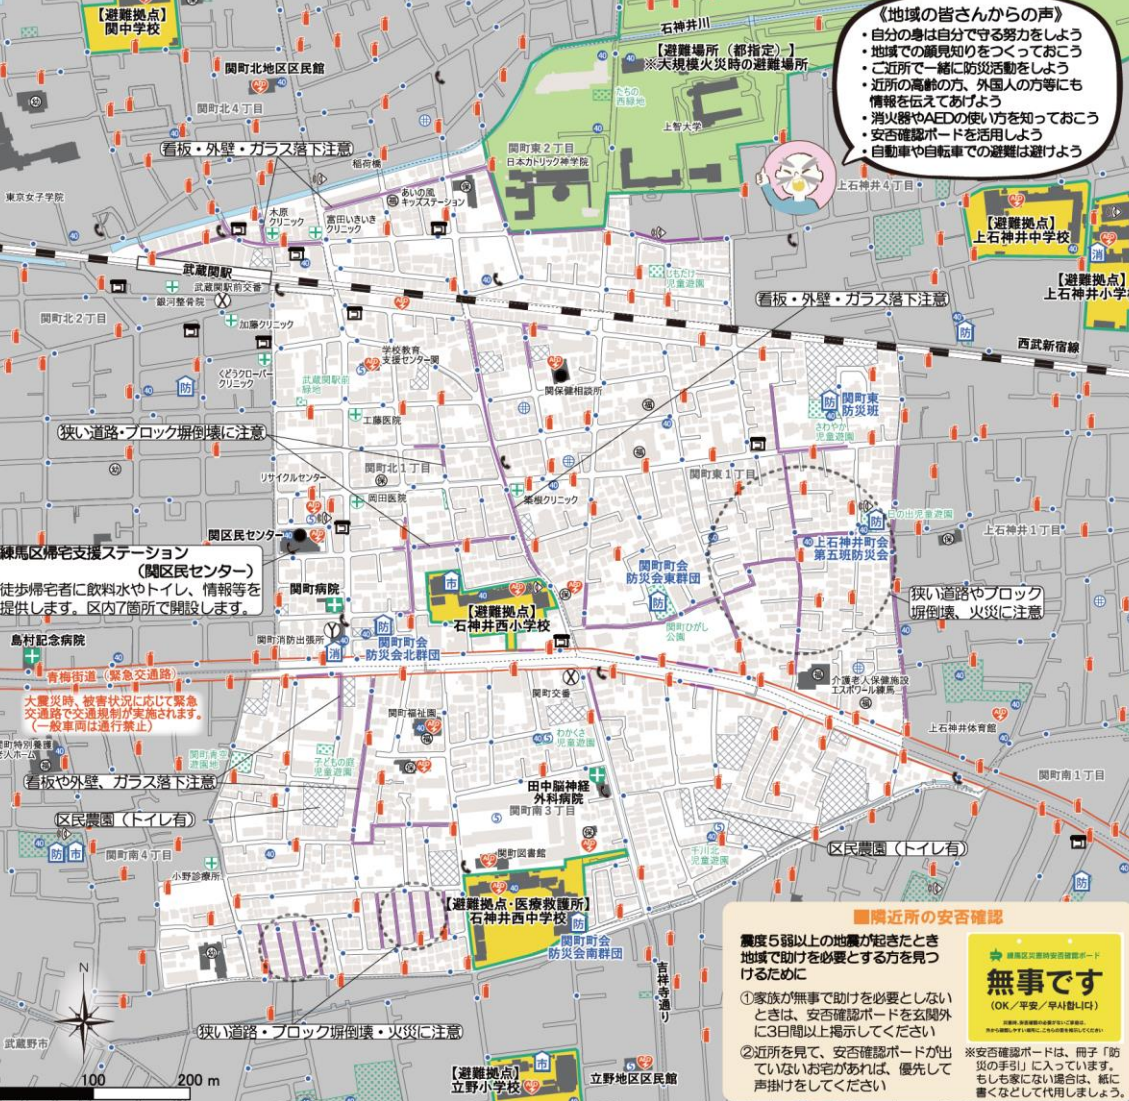 【避難拠点】
関中学校
石神井川
【避難場所(都指定)】
※大規模火災時の避難場所
《地域の皆さんからの声》
・自分の身は自分で守る努力をしよう
・地域での顔見知りをつくっておこう
・ご近所で一緒に防災活動をしよう
・近所の高齢の方、外国人の方等にも
情報を伝えてあげよう
・消火器やAEDの使い方を知っておこう
・安否確認ボードを活用しよう
・自動車や自転車での避難は避けよう
関町北地区区民館
関町北4丁目
看板・外壁・ガラス落下注意
稲荷橋
たちの
西緑地
上智大学
関町東2丁目
日本カトリック神学院
上石神井4丁目
東京女子学院
あいの風
キッズステーション
木原
クリニック
富田いきいき
クリニック
【避難拠点】
上石神井中学校
【避難拠点】
上石神井小学校
武蔵関駅
武蔵関駅前交番
銀河整骨院
関町北2丁目
加藤クリニック
くどうクローバー
クリニック
しもたけ
児童遊園
看板・外壁・ガラス落下注意
西武新宿線
学校教育
支援センター関
武蔵関駅前
緑地
工藤医院
関保健相談所
関町東
防災班
さわやか
児童遊園
狭い道路・ブロック塀倒壊に注意
関町北1丁目
関町東1丁目
リサイクルセンター
岡田医院
築根クリニック
日の出児童遊園
上石神井1丁目
関区民センター
上石神井町会
第五班防災会
練馬区帰宅支援ステーション
(関区民センター)
徒歩帰宅者に飲料水やトイレ、情報等を
提供します。区内7箇所で開設します。
関町病院
関町町会
防災会東群団
関町ひがし
公園
狭い道路やブロック
塀倒壊、火災に注意
【避難拠点】
石神井西小学校
島村記念病院
関町消防出張所
関町町会
防災会北群団
青梅街道(緊急交通路)
大震災時、被害状況に応じて緊急
交通路で交通規制が実施されます。
(一般車両は通行禁止)
関町交番
介護老人保健施設
エスポワール練馬
関町福祉園
わかくさ
児童遊園
上石神井体育館
関町特別養護
老人ホーム
子どもの庭
児童遊園
看板や外壁、ガラス落下注意
田中脳神経
外科病院
関町南1丁目
区民農園(トイレ有)
関町南3丁目
区民農園(トイレ有)
関町南4丁目
関町図書館
千川北
児童遊園
小野診療所
【避難拠点・医療救護所】
石神井西中学校
関町町会
防災会南群団
吉祥寺通り
狭い道路・ブロック塀倒壊・火災に注意
N
武蔵野市
100 200 m
【避難拠点】
立野小学校
立野地区区民館
■隣近所の安否確認
震度5弱以上の地震が起きたとき
地域で助けを必要とする方を見つ
けるために
①家族が無事で助けを必要としない
ときは、安否確認ボードを玄関外
に3日間以上掲示してください
②近所を見て、安否確認ボードが出
ていないお宅があれば、優先して
声掛けをしてください
練馬区災害時安否確認ボード
無事です
(OK/平安/무사합니다)
※安否確認ボードは、冊子「防
災の手引」に入っています。
もしも家にない場合は、紙に
書くなどして代用しましょう。